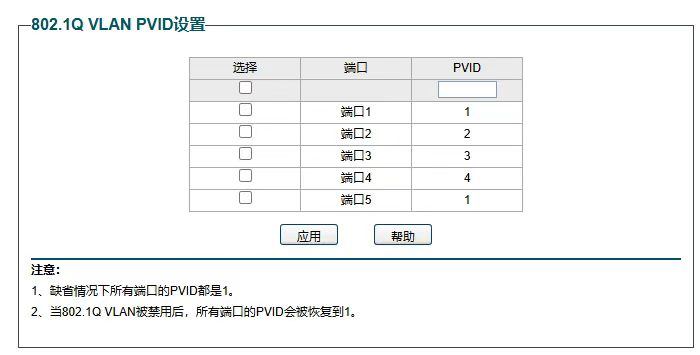 802.1Q VLAN PVID设置
选择 端口 PVID
端口1 1
端口2 2
端口3 3
端口4 4
端口5 1
应用 帮助
注意：
1、缺省情况下所有端口的PVID都是1。
2、当802.1Q VLAN被禁用后，所有端口的PVID会被恢复到1。